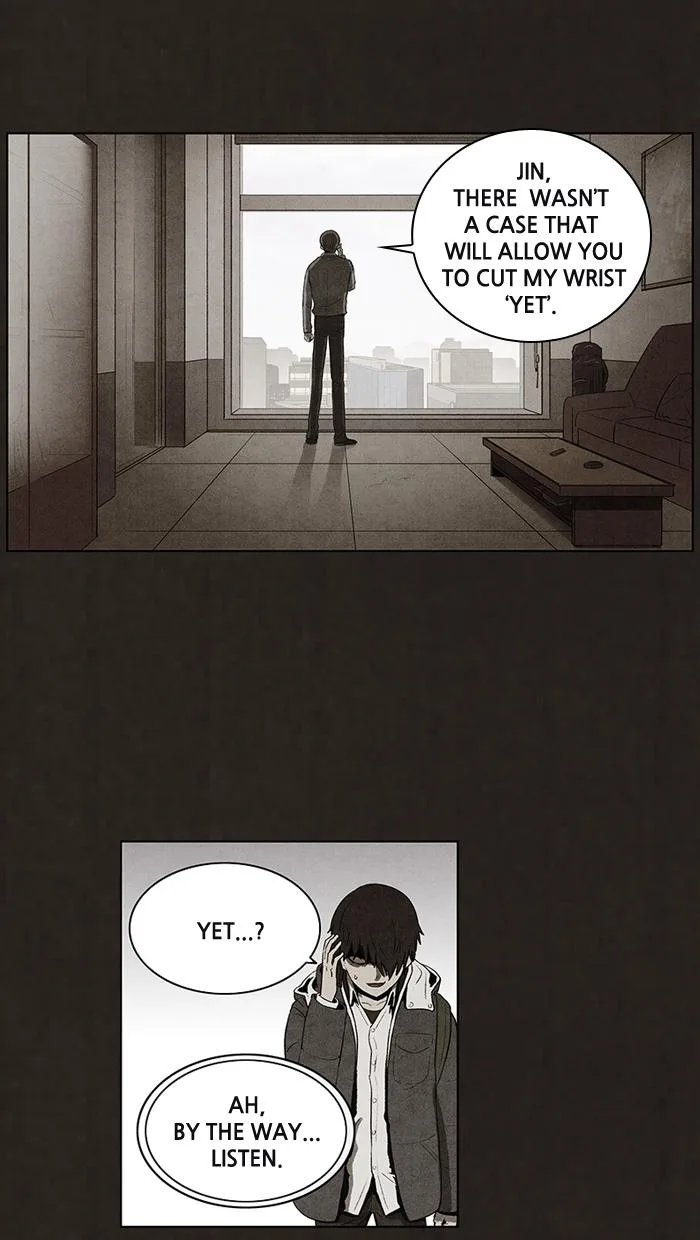 JIN,
THERE WASN'T
A CASE THAT
WILL ALLOW YOU
TO CUT MY WRIST
'YET'.
YET...?
AH,
BY THE WAY...
LISTEN.